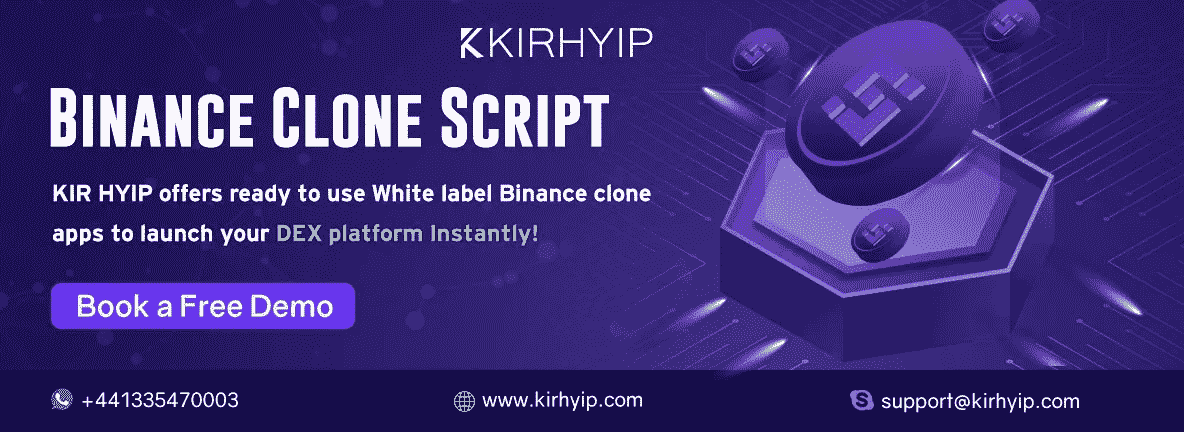 KIRHYIP
BINANCE CLONE SCRIPT
KIR HYIP offers ready to use White label Binance clone
apps to launch your DEX platform Instantly!
Book a Free Demo
+441335470003
www.kirhyip.com
support@kirhyip.com